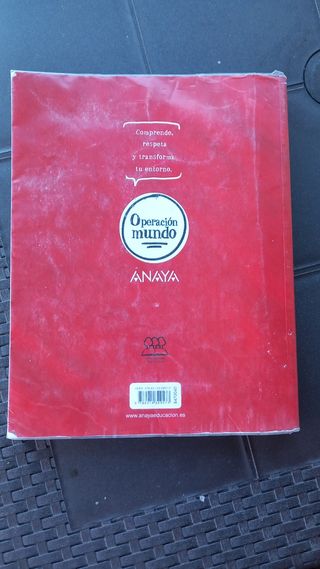 Comprende,
respeta
y transforma
tu entorno.
Operación
mundo
ANAYA
www.anayaeducacion.es